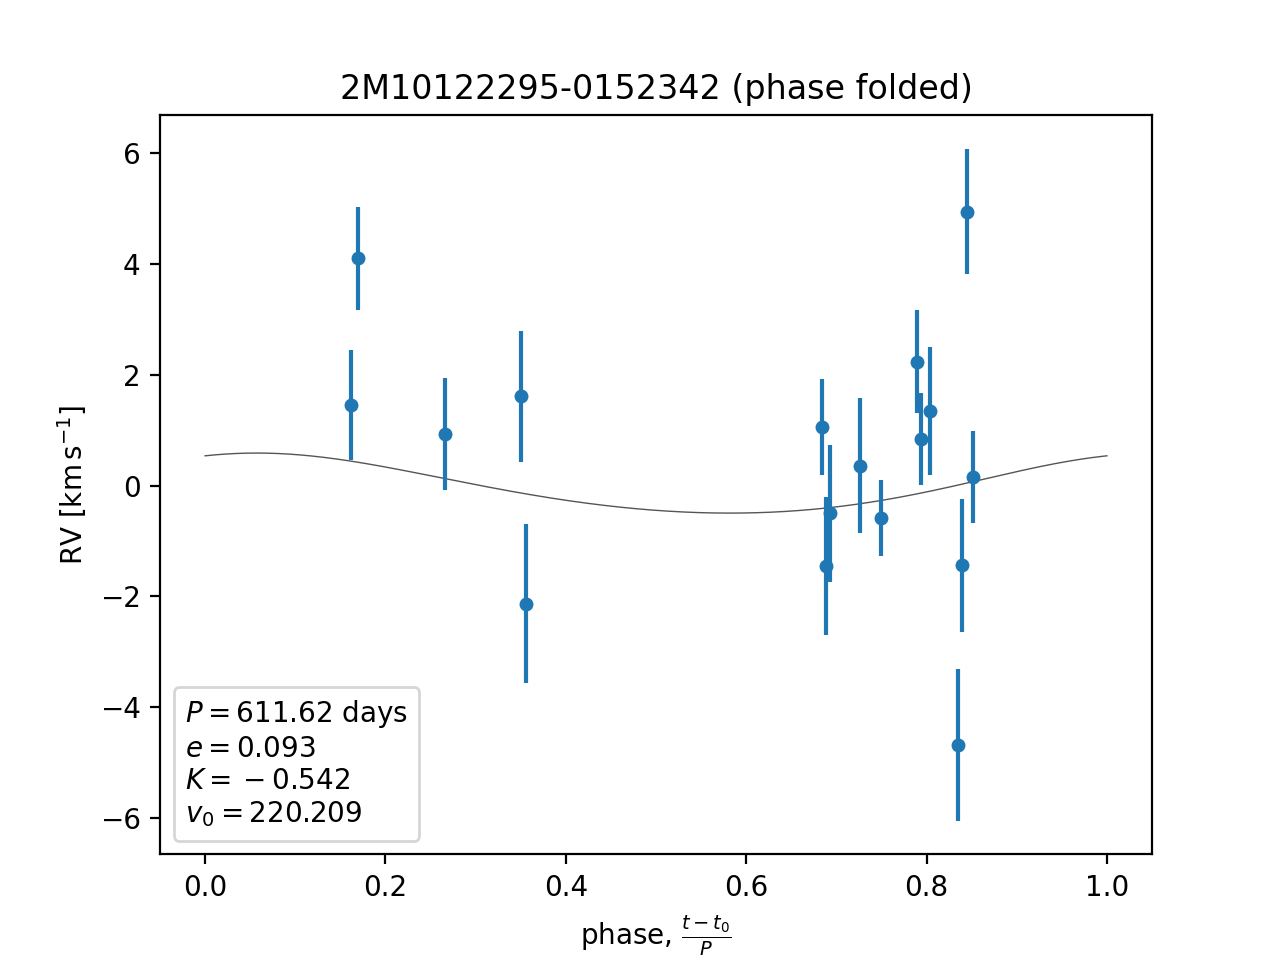 2M10122295-0152342 (phase folded)
6
4
2
0
−2
−4
−6
RV [km s⁻¹]
P = 611.62 days
e = 0.093
K = −0.542
v₀ = 220.209
0.0 0.2 0.4 0.6 0.8 1.0
phase, (t − t₀)/P